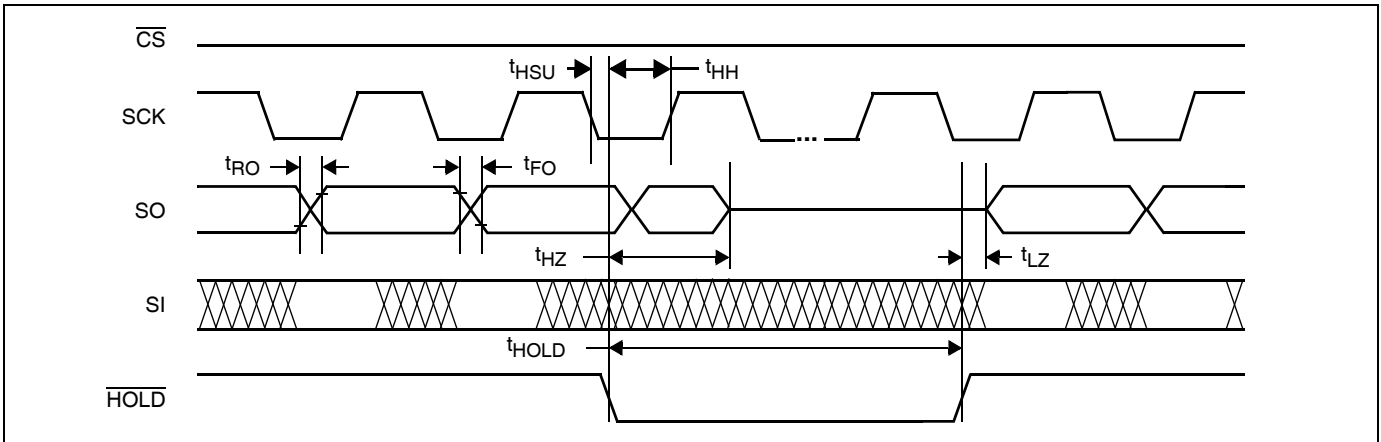 CS
tHSU
tHH
SCK
...
tRO
tFO
SO
tHZ
tLZ
SI
tHOLD
HOLD